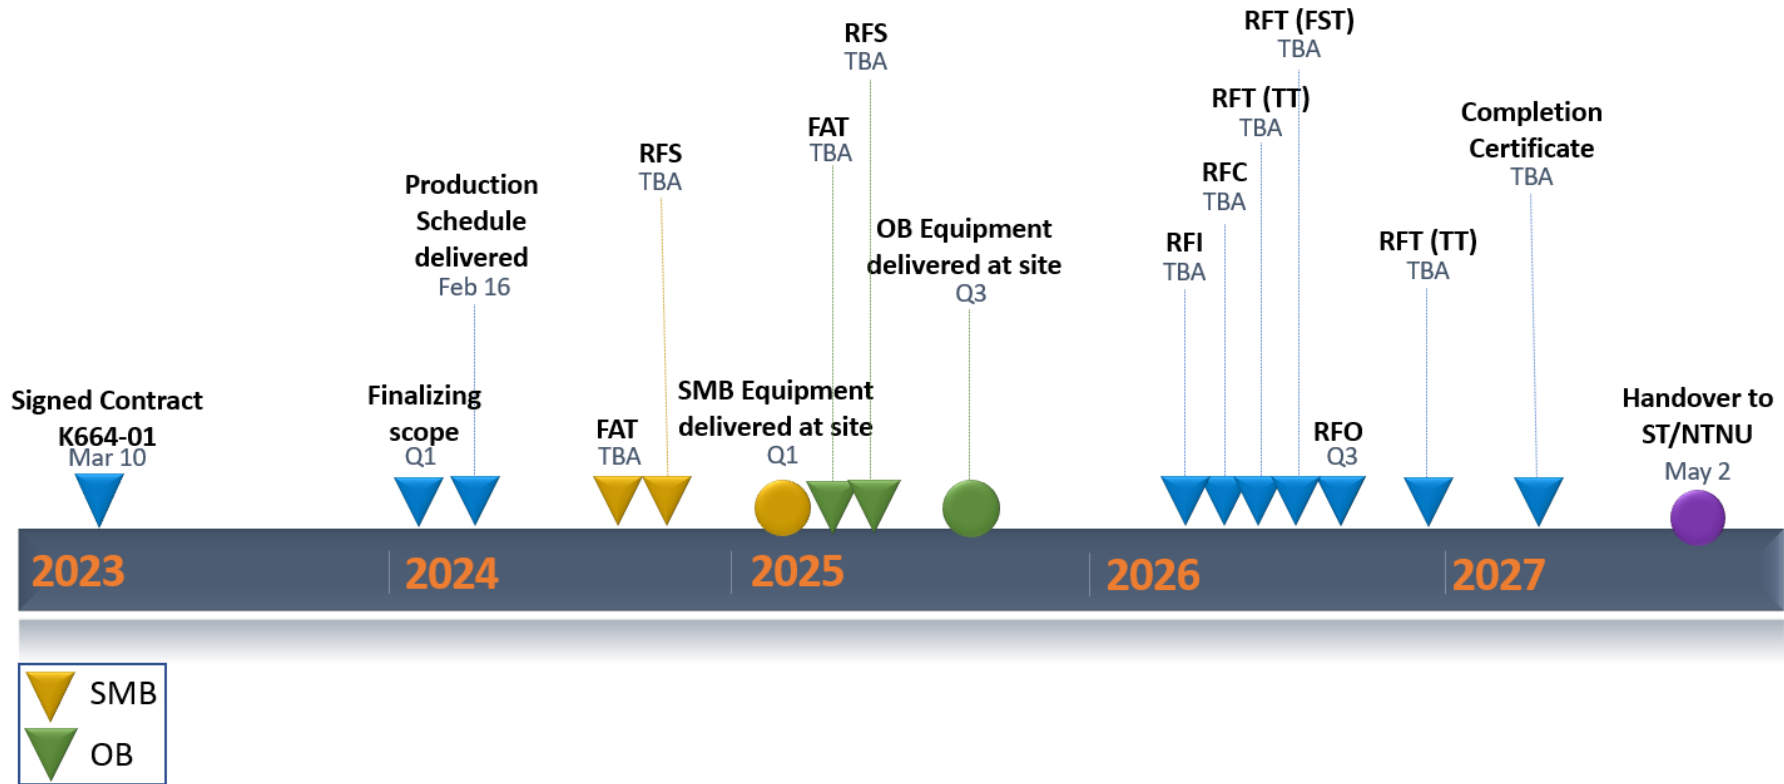 RFT (FST)
TBA
RFS
TBA
RFT (TT)
TBA
Completion
Certificate
TBA
FAT
TBA
RFS
TBA
RFC
TBA
Production
Schedule
delivered
Feb 16
OB Equipment
delivered at site
Q3
RFI
TBA
RFT (TT)
TBA
Signed Contract
K664-01
Mar 10
Finalizing
scope
Q1
FAT
TBA
SMB Equipment
delivered at site
Q1
RFO
Q3
Handover to
ST/NTNU
May 2
2023
2024
2025
2026
2027
SMB
OB